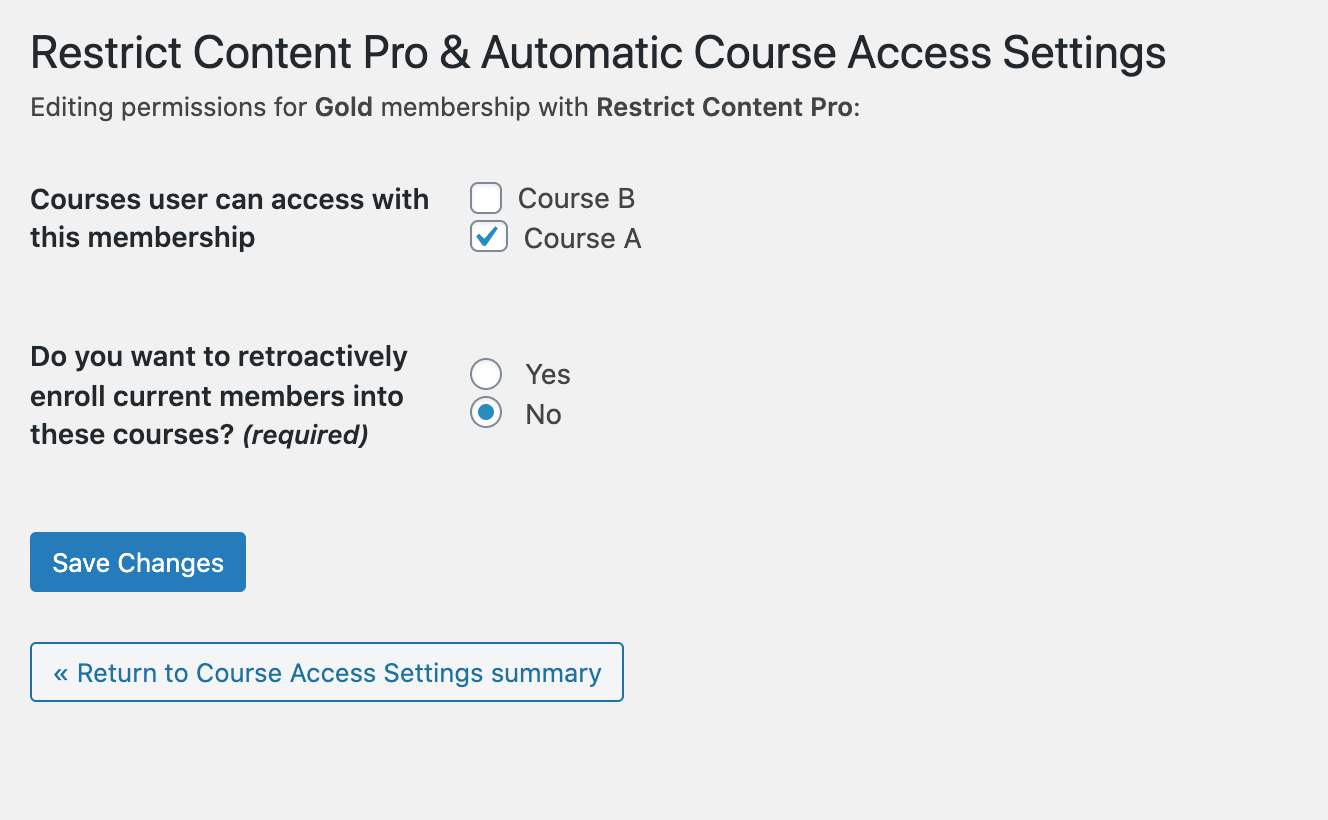 Restrict Content Pro & Automatic Course Access Settings
Editing permissions for Gold membership with Restrict Content Pro:
Courses user can access with
this membership
Course B
Course A
Do you want to retroactively
enroll current members into
these courses? (required)
Yes
No
Save Changes
« Return to Course Access Settings summary